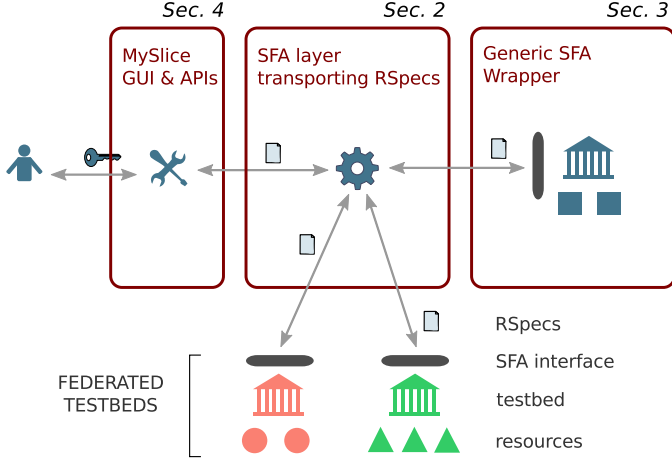 Sec. 4
Sec. 2
Sec. 3
MySlice
GUI & APIs
SFA layer
transporting RSpecs
Generic SFA
Wrapper
RSpecs
SFA interface
FEDERATED
TESTBEDS
testbed
resources